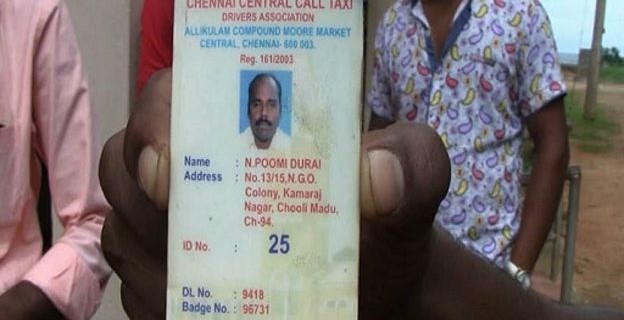 CHENNAI CENTRAL CALL TAXI
DRIVERS ASSOCIATION
ALLIKULAM COMPOUND MOORE MARKET
CENTRAL, CHENNAI- 600 003.
Reg. 161/2003
Name : N.POOMI DURAI
Address : No.13/15,N.G.O.
Colony, Kamaraj
Nagar, Chooli Madu,
Ch-94.
ID No. : 25
DL No. : 9418
Badge No. : 96731